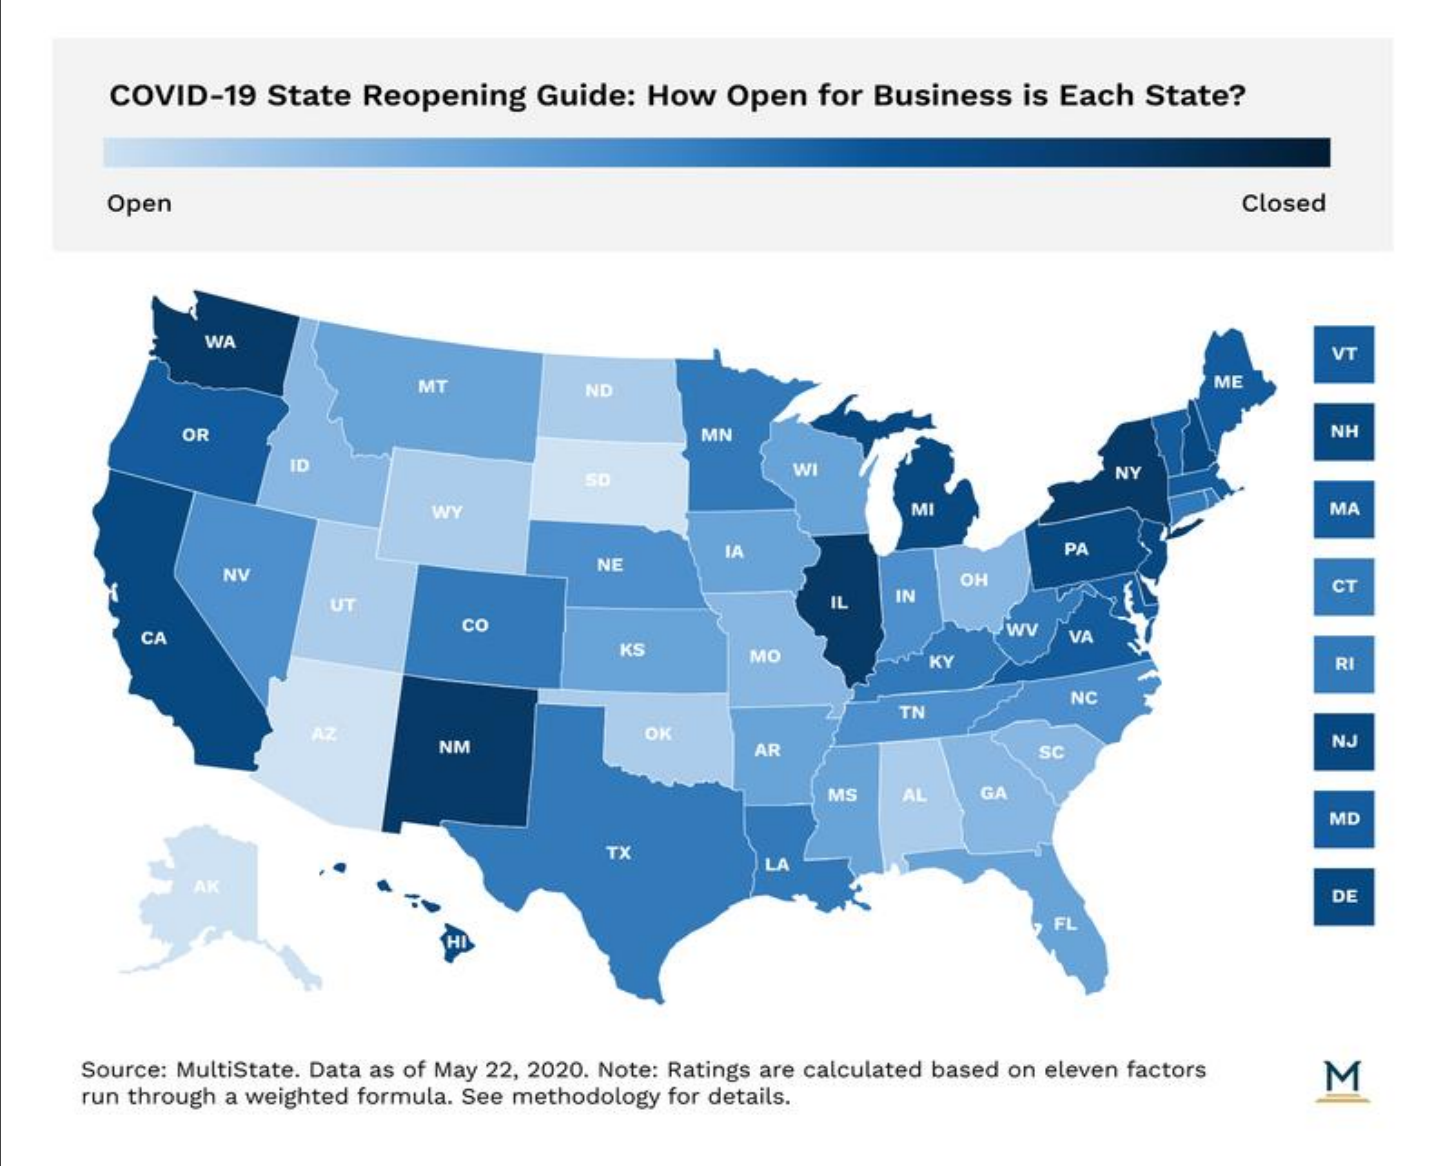 COVID-19 State Reopening Guide: How Open for Business is Each State?
Open
Closed
WA
MT
ND
ME
VT
OR
MN
NH
ID
SD
WI
NY
WY
MI
MA
IA
PA
NV
NE
OH
CT
UT
IN
IL
CO
WV
VA
CA
KS
MO
KY
RI
NC
TN
AZ
NM
OK
AR
SC
NJ
MS
AL
GA
MD
TX
LA
AK
DE
FL
HI
Source: MultiState. Data as of May 22, 2020. Note: Ratings are calculated based on eleven factors
run through a weighted formula. See methodology for details.
M